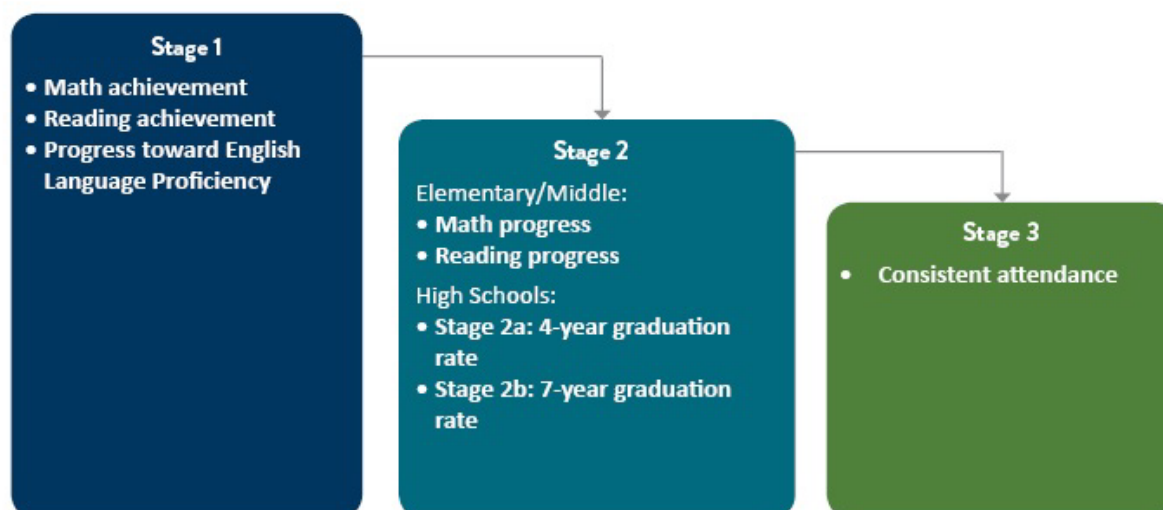 Stage 1
• Math achievement
• Reading achievement
• Progress toward English
Language Proficiency
Stage 2
Elementary/Middle:
• Math progress
• Reading progress
High Schools:
• Stage 2a: 4-year graduation
rate
• Stage 2b: 7-year graduation
rate
Stage 3
• Consistent attendance